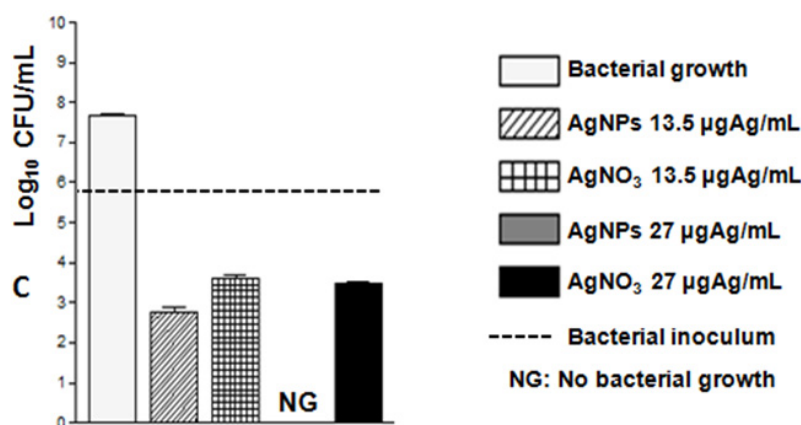 Log₁₀ CFU/mL
10
9
8
7
6
5
4
3
2
1
0
C
NG
Bacterial growth
AgNPs 13.5 µgAg/mL
AgNO₃ 13.5 µgAg/mL
AgNPs 27 µgAg/mL
AgNO₃ 27 µgAg/mL
Bacterial inoculum
NG: No bacterial growth